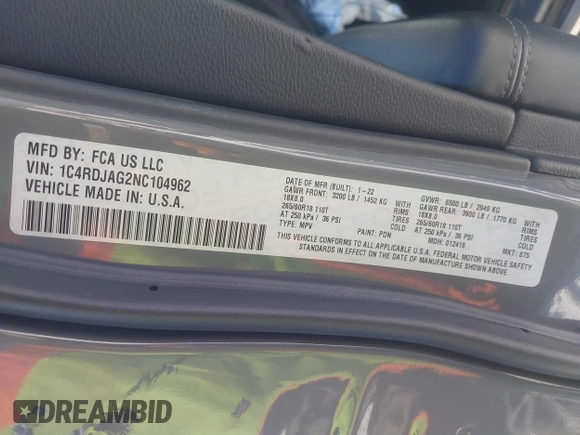 MFD BY: FCA US LLC
VIN: 1C4RDJAG2NC104962
VEHICLE MADE IN U.S.A.
DATE OF MFR (BUILT): 1-22
GAWR FRONT: 3200 LB / 1452 KG
18X8.0 RIMS
265/60R18 110T TIRES
AT 250 kPa / 36 PSI COLD
TYPE: MPV PAINT: PDN
GVWR: 6500 LB / 2949 KG
GAWR REAR: 3900 LB / 1770 KG
18X8.0 RIMS
265/60R18 110T TIRES
AT 250 kPa / 36 PSI COLD
MDH: 012418 MKT: 875
THIS VEHICLE CONFORMS TO ALL APPLICABLE U.S.A. FEDERAL MOTOR VEHICLE SAFETY
STANDARDS IN EFFECT ON THE DATE OF MANUFACTURE SHOWN ABOVE.
DREAMBID